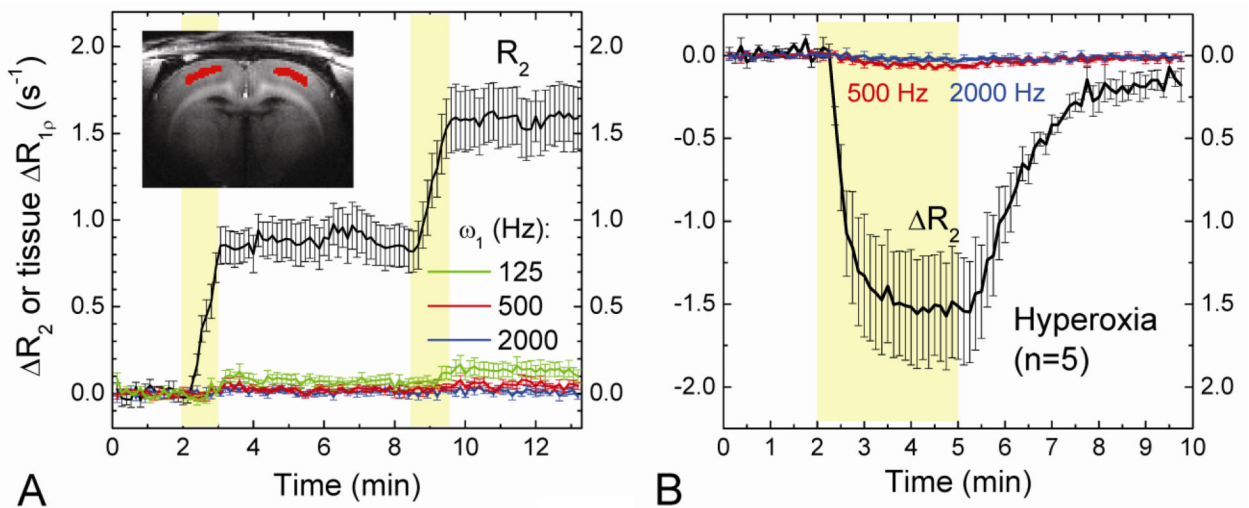 ΔR2 or tissue ΔR1ρ (s-1)
2.0
1.5
1.0
0.5
0.0
R2
ω1 (Hz):
125
500
2000
2.0
1.5
1.0
0.5
0.0
0 2 4 6 8 10 12
Time (min)
A
0.0
-0.5
-1.0
-1.5
-2.0
500 Hz 2000 Hz
ΔR2
Hyperoxia
(n=5)
0.0
0.5
1.0
1.5
2.0
0 1 2 3 4 5 6 7 8 9 10
Time (min)
B